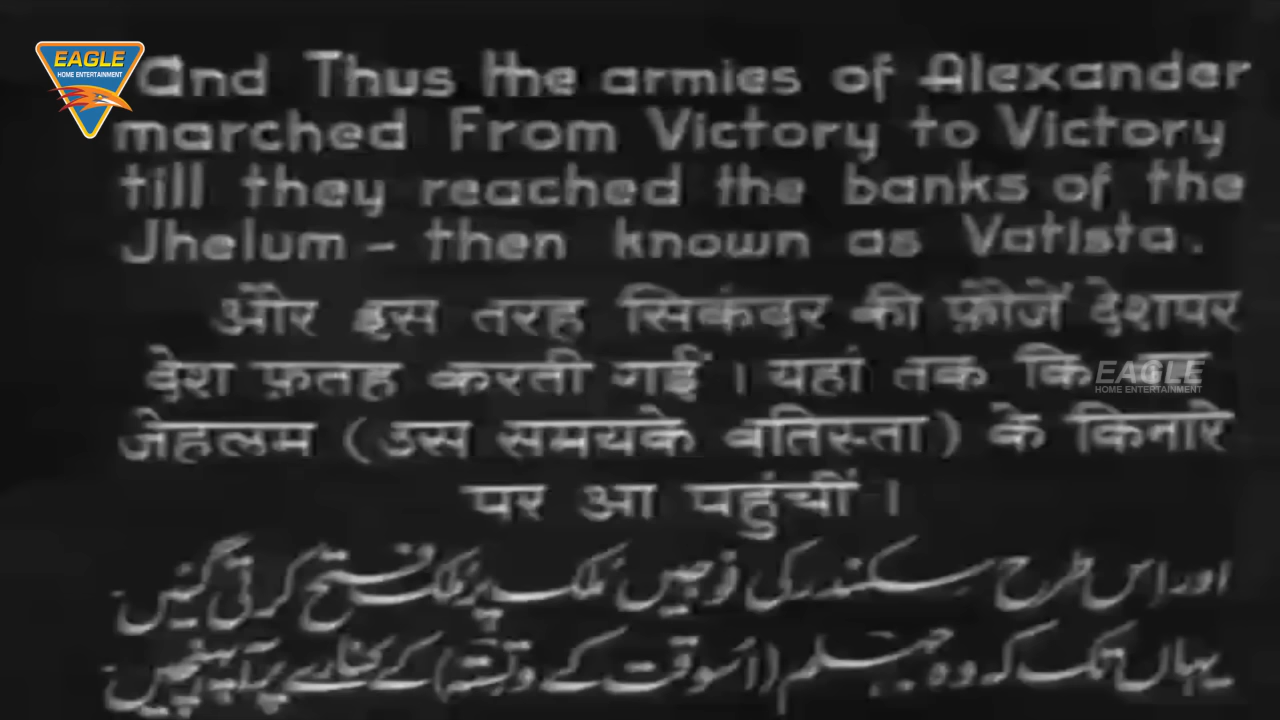 EAGLE
HOME ENTERTAINMENT
And Thus the armies of Alexander
marched From Victory to Victory
till they reached the banks of the
Jhelum - then known as Vatista.
और इस तरह सिकंदर की फ़ौजें देशपर
देश फ़तह करती गईं । यहां तक कि वह
EAGLE
HOME ENTERTAINMENT
जेहलम (उस समयके वतिस्ता) के किनारे
पर आ पहुंचीं ।
اور اس طرح سکندر کی فوجیں ملک پر ملک فتح کرتی گئیں۔
یہاں تک کہ وہ جہلم (اسوقت کے وتستہ) کے کنارے پر آ پہنچیں۔